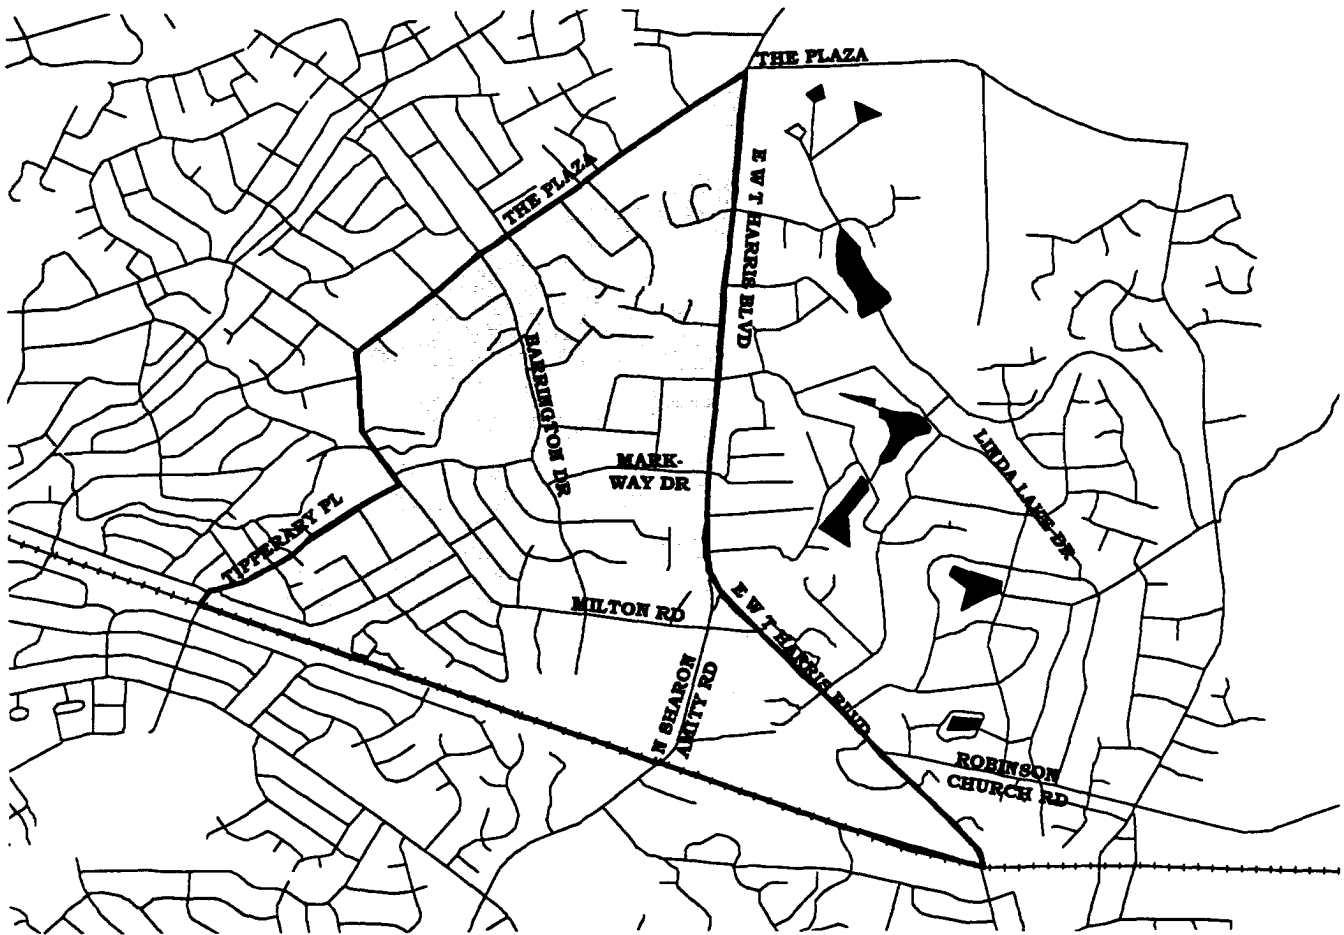 THE PLAZA
THE PLAZA
E W T HARRIS BLVD
BARRINGTON DR
MARK-
WAY DR
LINDA LAKE DR
TIPPERARY PL
MILTON RD
E W T HARRIS BLVD
N SHARON
AMITY RD
ROBINSON
CHURCH RD